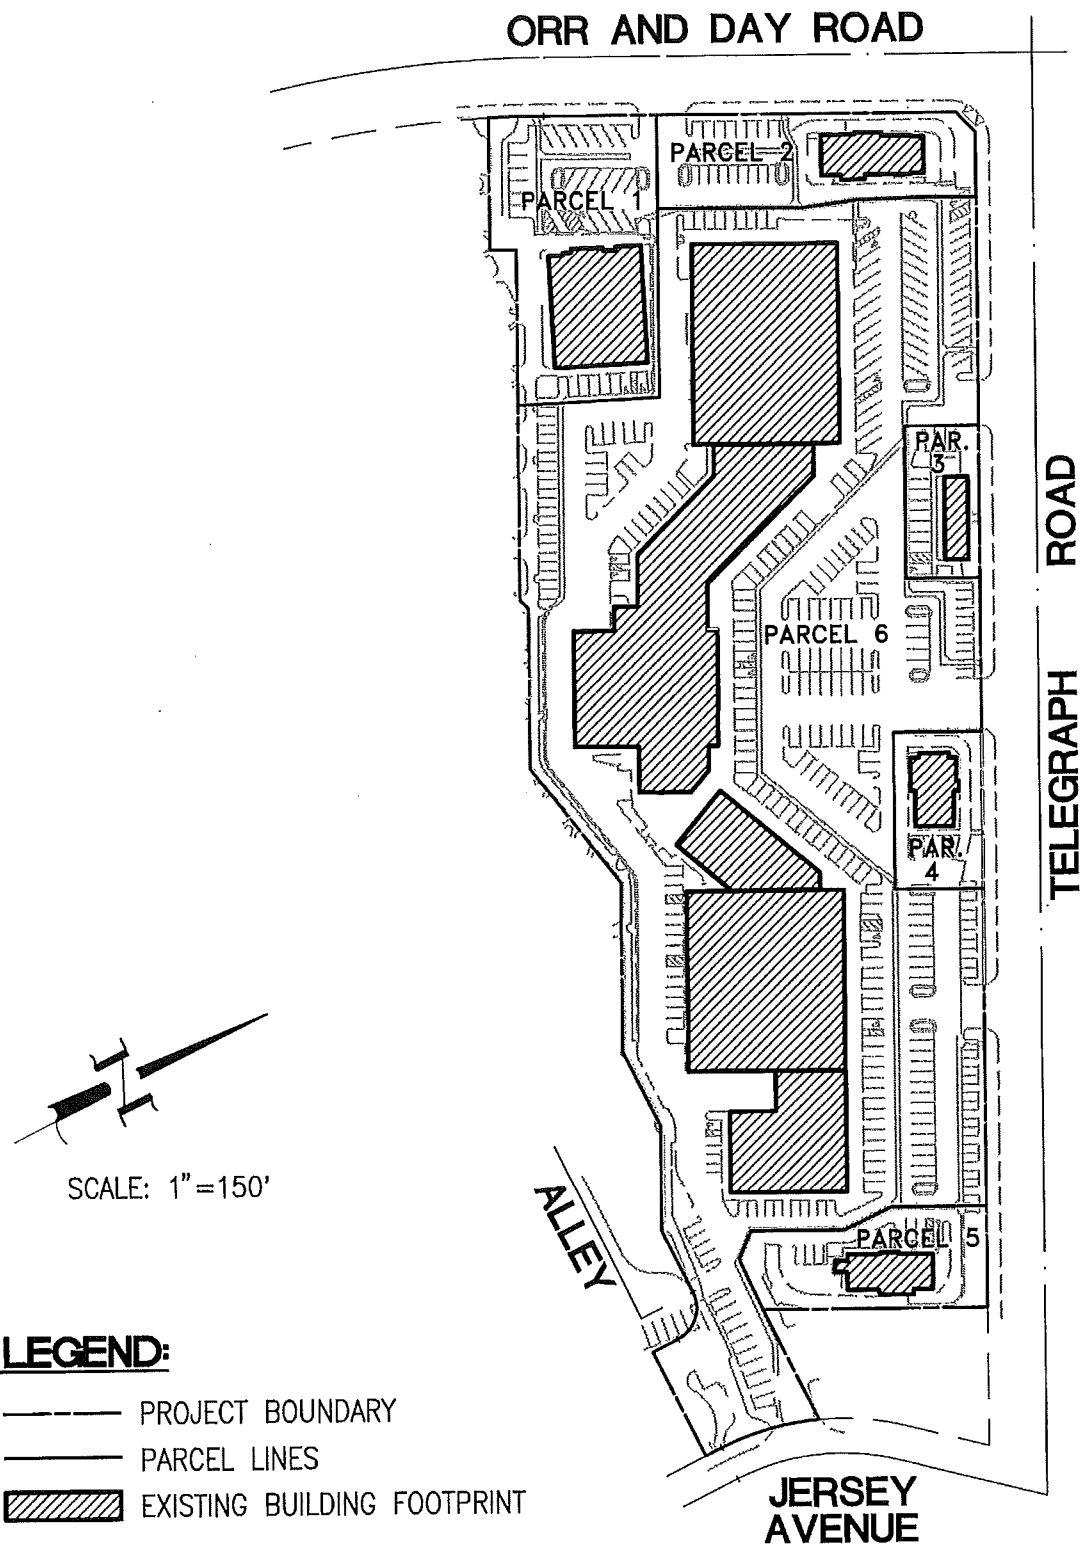 ORR AND DAY ROAD
PARCEL 2
PARCEL 1
PAR.
3
TELEGRAPH ROAD
PARCEL 6
PAR.
4
SCALE: 1"=150'
ALLEY
PARCEL 5
LEGEND:
PROJECT BOUNDARY
PARCEL LINES
EXISTING BUILDING FOOTPRINT
JERSEY
AVENUE